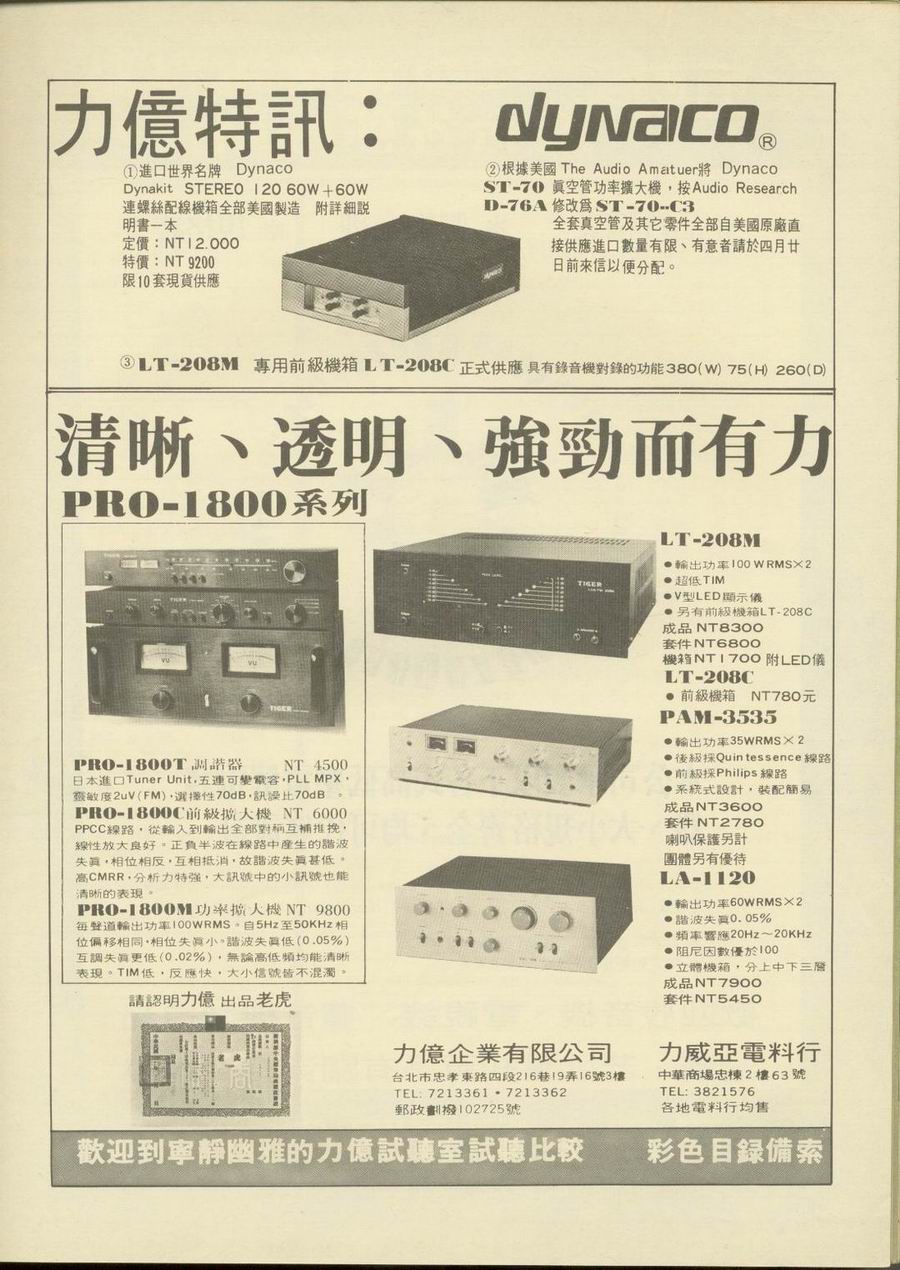 力億特訊：
dynaco®
①進口世界名牌 Dynaco
Dynakit STEREO 120 60W+60W
連螺絲配線機箱全部美國製造 附詳細説
明書一本
定價：NT12.000
特價：NT 9200
限10套現貨供應
②根據美國 The Audio Amatuer將 Dynaco
ST-70 眞空管功率擴大機，按Audio Research
D-76A 修改爲 ST-70--C3
全套真空管及其它零件全部自美國原廠直
接供應進口數量有限、有意者請於四月廿
日前來信以便分配。
dynaco
③LT-208M 專用前級機箱 LT-208C 正式供應 具有錄音機對錄的功能380(W) 75(H) 260(D)
清晰、透明、強勁而有力
PRO-1800系列
VU
VU
TIGER
TIGER
PRO-1800T 調諧器 NT 4500
日本進口Tuner Unit,五連可變電容,PLL MPX，
靈敏度2uV(FM),選擇性70dB,訊譟比70dB 。
PRO-1800C前級擴大機 NT 6000
PPCC線路，從輸入到輸出全部對稱互補推挽，
線性放大良好。正負半波在線路中產生的諧波
失眞，相位相反，互相抵消，故諧波失眞甚低。
高CMRR，分析力特強，大訊號中的小訊號也能
清晰的表現。
PRO-1800M功率擴大機 NT 9800
每聲道輸出功率100WRMS。自5Hz至50KHz相
位偏移相同，相位失眞小。諧波失眞低(0.05%)
互調失眞更低(0.02%)，無論高低頻均能清晰
表現。TIM低，反應快，大小信號皆不混濁。
TIGER
LT-208M
●輸出功率100WRMS×2
●超低TIM
●V型LED顯示儀
●另有前級機箱LT-208C
成品NT8300
套件NT6800
機箱NT1700 附LED儀
LT-208C
●前級機箱 NT780元
PAM-3535
●輸出功率35WRMS×2
●後級採Quintessence線路
●前級採Philips線路
●系統式設計，裝配簡易
成品NT3600
套件NT2780
喇叭保護另計
團體另有優待
LA-1120
●輸出功率60WRMS×2
●諧波失眞0.05%
●頻率響應20Hz～20KHz
●阻尼因數優於100
●立體機箱，分上中下三層
成品NT7900
套件NT5450
請認明力億 出品老虎
老虎
力億企業有限公司
台北市忠孝東路四段216巷19弄16號3樓
TEL: 7213361・7213362
郵政劃撥102725號
力威亞電料行
中華商場忠棟2樓63號
TEL: 3821576
各地電料行均售
歡迎到寧靜幽雅的力億試聽室試聽比較 彩色目録備索